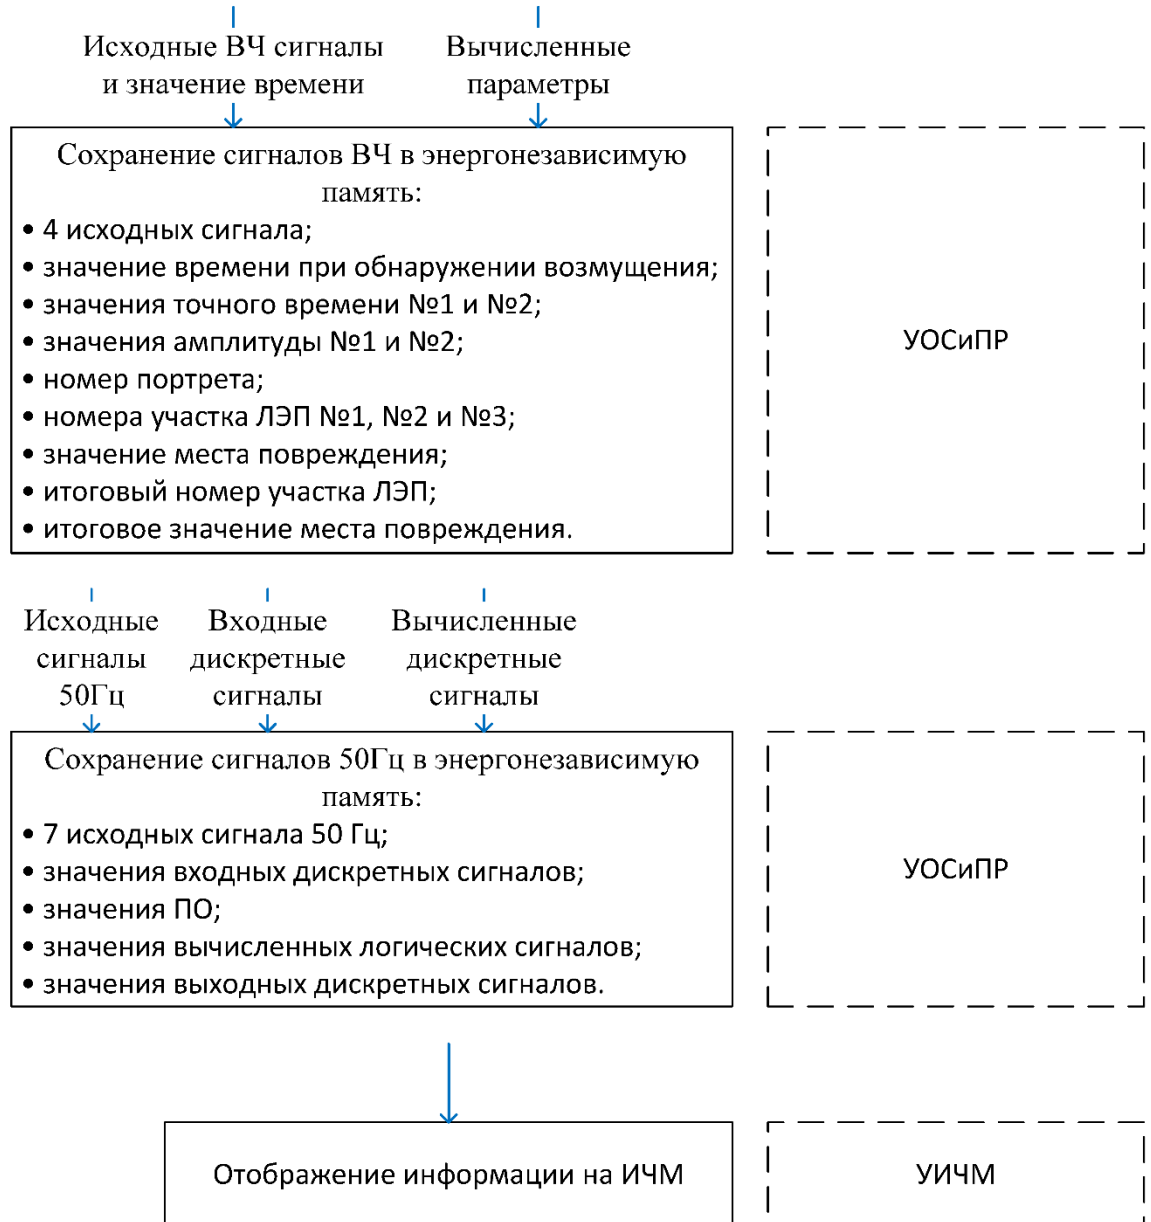 Исходные ВЧ сигналы
и значение времени
Вычисленные
параметры
Сохранение сигналов ВЧ в энергонезависимую
память:
• 4 исходных сигнала;
• значение времени при обнаружении возмущения;
• значения точного времени №1 и №2;
• значения амплитуды №1 и №2;
• номер портрета;
• номера участка ЛЭП №1, №2 и №3;
• значение места повреждения;
• итоговый номер участка ЛЭП;
• итоговое значение места повреждения.
УОСиПР
Исходные
сигналы
50Гц
Входные
дискретные
сигналы
Вычисленные
дискретные
сигналы
Сохранение сигналов 50Гц в энергонезависимую
память:
• 7 исходных сигнала 50 Гц;
• значения входных дискретных сигналов;
• значения ПО;
• значения вычисленных логических сигналов;
• значения выходных дискретных сигналов.
УОСиПР
Отображение информации на ИЧМ
УИЧМ